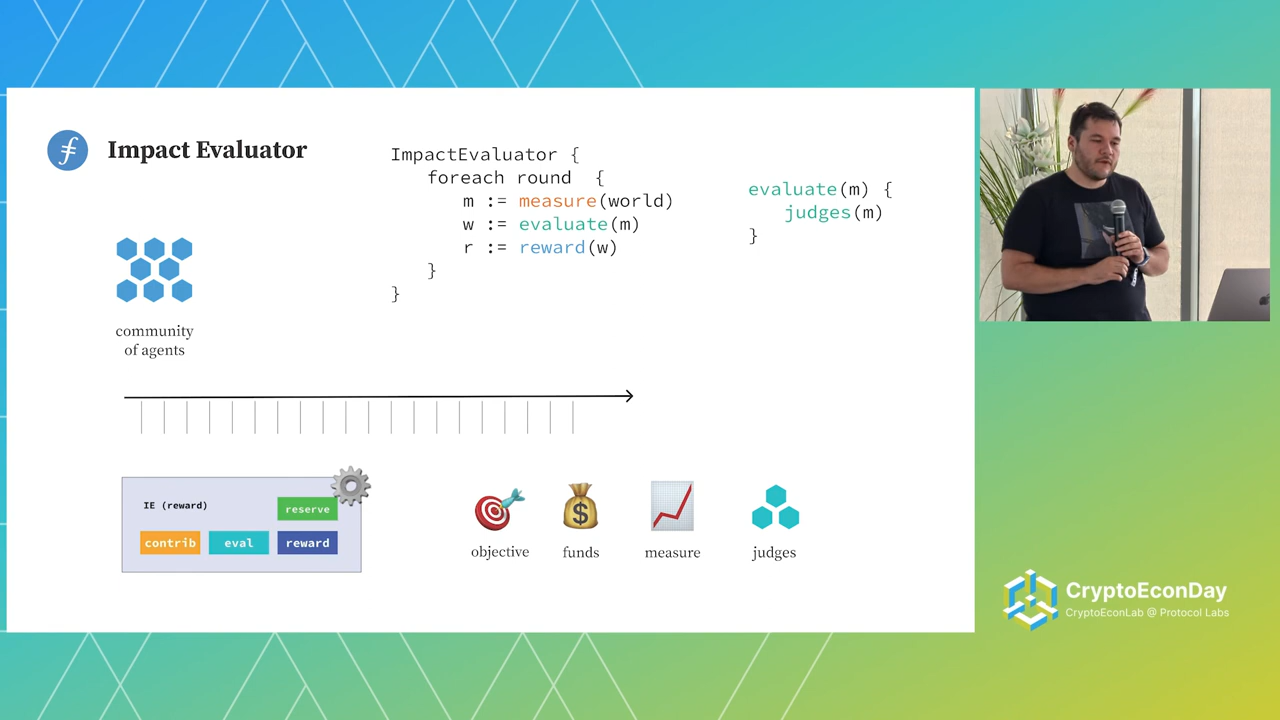 Impact Evaluator
ImpactEvaluator {
foreach round {
m := measure(world)
w := evaluate(m)
r := reward(w)
}
}
evaluate(m) {
judges(m)
}
community
of agents
IE (reward)
reserve
contrib
eval
reward
objective
funds
measure
judges
CryptoEconDay
CryptoEconLab @ Protocol Labs